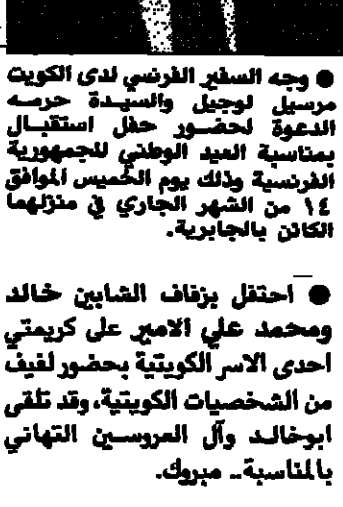 ● وجه السفير الفرنسي لدى الكويت
مرسيل لوجيل والسيدة حرمه
الدعوة لحضور حفل استقبال
بمناسبة العيد الوطني للجمهورية
الفرنسية وذلك يوم الخميس الموافق
١٤ من الشهر الجاري في منزلهما
الكائن بالجابرية.
● احتفل بزفاف الشابين خالد
ومحمد علي الامير على كريمتي
احدى الاسر الكويتية بحضور لفيف
من الشخصيات الكويتية، وقد تلقى
ابوخالد وآل العروسين التهاني
بالمناسبة.. مبروك.